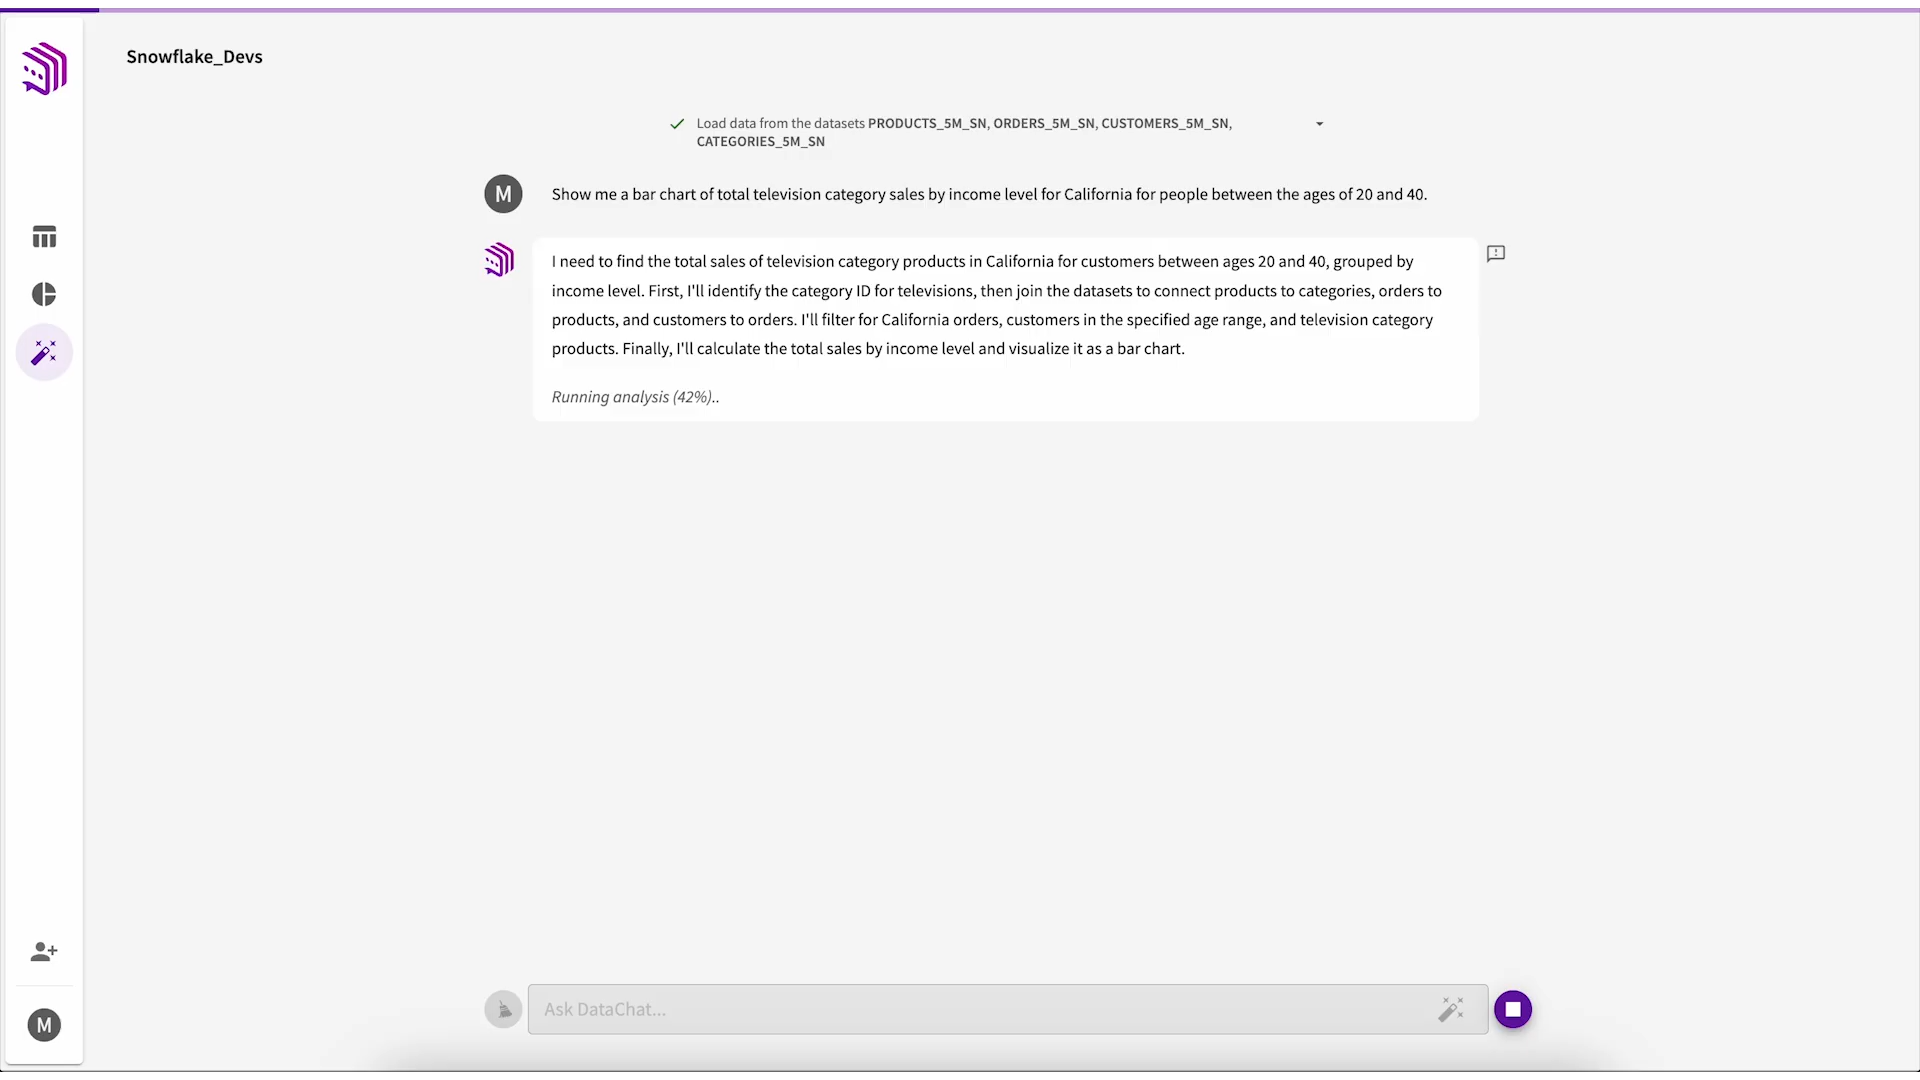 Snowflake_Devs
Load data from the datasets PRODUCTS_5M_SN, ORDERS_5M_SN, CUSTOMERS_5M_SN,
CATEGORIES_5M_SN
M
Show me a bar chart of total television category sales by income level for California for people between the ages of 20 and 40.
I need to find the total sales of television category products in California for customers between ages 20 and 40, grouped by
income level. First, I'll identify the category ID for televisions, then join the datasets to connect products to categories, orders to
products, and customers to orders. I'll filter for California orders, customers in the specified age range, and television category
products. Finally, I'll calculate the total sales by income level and visualize it as a bar chart.
Running analysis (42%)..
Ask DataChat...
M